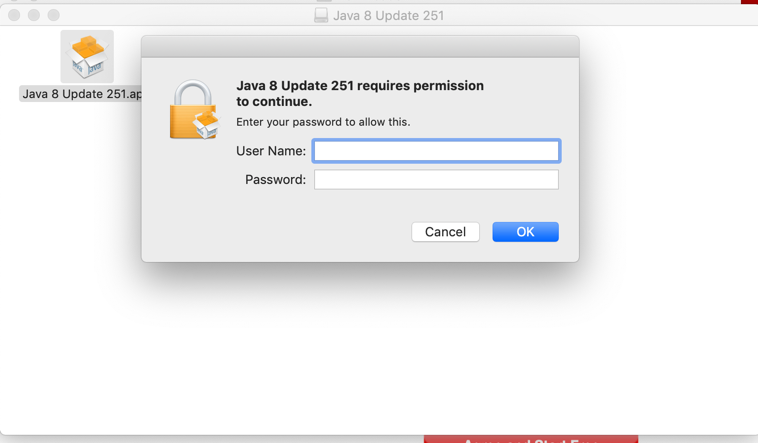 Java 8 Update 251
Java 8 Update 251.ap
Java 8 Update 251 requires permission
to continue.
Enter your password to allow this.
User Name:
Password:
Cancel
OK